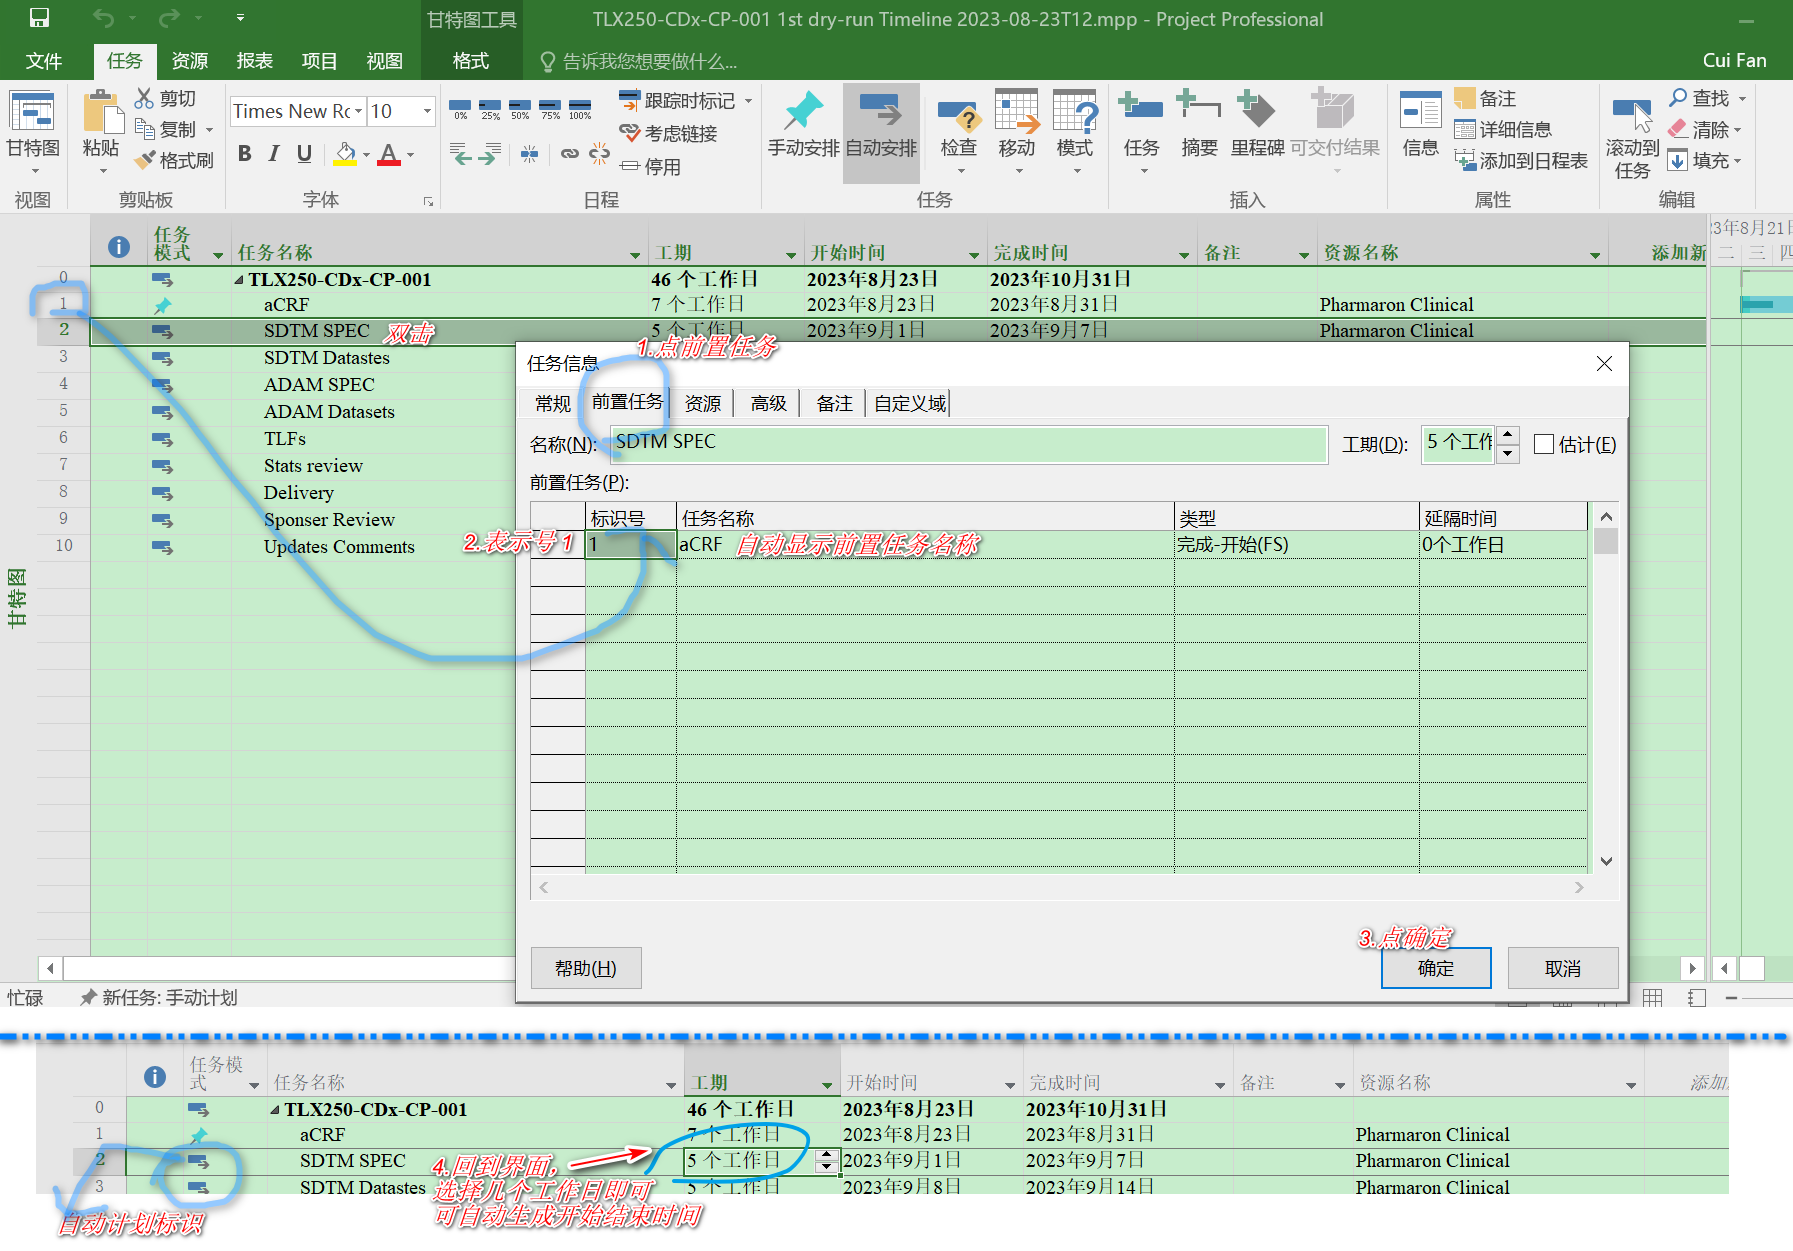 甘特图工具
TLX250-CDx-CP-001 1st dry-run Timeline 2023-08-23T12.mpp - Project Professional
文件 任务 资源 报表 项目 视图 格式 告诉我您想要做什么... Cui Fan
甘特图
视图
粘贴
剪切
复制
格式刷
剪贴板
Times New Rc 10
B I U A
字体
0% 25% 50% 75% 100%
跟踪时标记
考虑链接
停用
日程
手动安排 自动安排 检查 移动 模式
任务
任务 摘要 里程碑 可交付结果
插入
信息
备注
详细信息
添加到日程表
属性
滚动到
任务
查找
清除
填充
编辑
任务
模式 任务名称 工期 开始时间 完成时间 备注 资源名称 添加新
3年8月21日
二 三 四
0 TLX250-CDx-CP-001 46 个工作日 2023年8月23日 2023年10月31日
1 aCRF 7 个工作日 2023年8月23日 2023年8月31日 Pharmaron Clinical
2 SDTM SPEC 双击 5 个工作日 2023年9月1日 2023年9月7日 Pharmaron Clinical
3 SDTM Datastes
4 ADAM SPEC
5 ADAM Datasets
6 TLFs
7 Stats review
8 Delivery
9 Sponser Review
10 Updates Comments
甘特图
任务信息
1.点前置任务
常规 前置任务 资源 高级 备注 自定义域
名称(N): SDTM SPEC 工期(D): 5 个工作 估计(E)
前置任务(P):
标识号 任务名称 类型 延隔时间
2.表示号 1 1 aCRF 自动显示前置任务名称 完成-开始(FS) 0个工作日
3.点确定
帮助(H) 确定 取消
忙碌 新任务: 手动计划
任务模
式 任务名称 工期 开始时间 完成时间 备注 资源名称 添加
0 TLX250-CDx-CP-001 46 个工作日 2023年8月23日 2023年10月31日
1 aCRF 7 个工作日 2023年8月23日 2023年8月31日 Pharmaron Clinical
2 SDTM SPEC 5 个工作日 2023年9月1日 2023年9月7日 Pharmaron Clinical
3 SDTM Datastes 5 个工作日 2023年9月8日 2023年9月14日 Pharmaron Clinical
4.回到界面，
选择几个工作日即可
可自动生成开始结束时间
自动计划标识